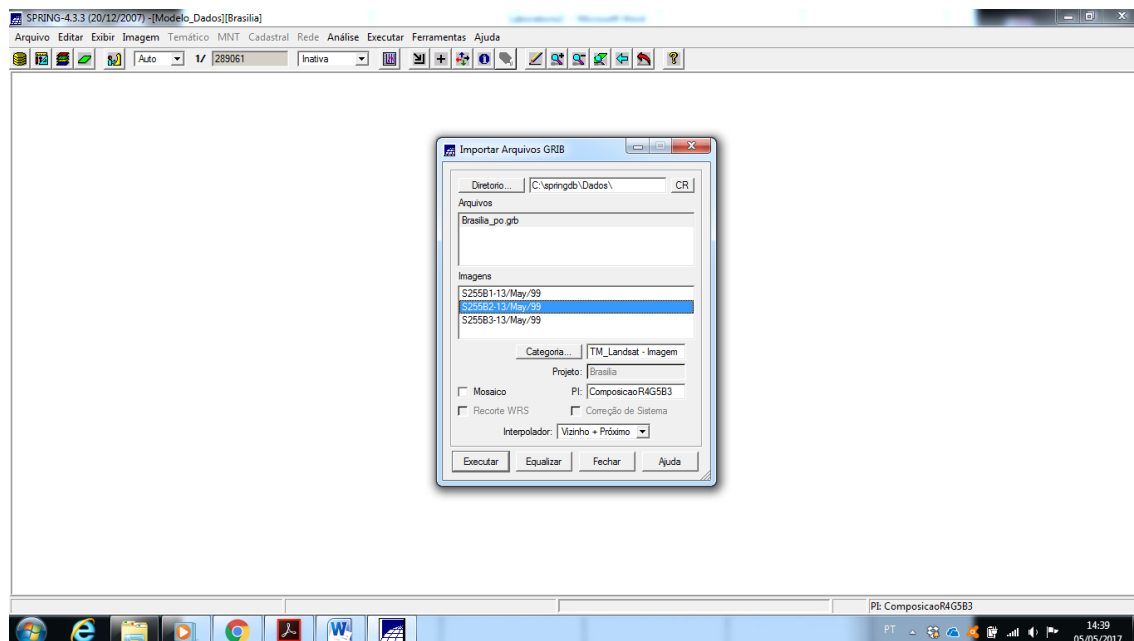 SPRING-4.3.3 (20/12/2007) -[Modelo_Dados][Brasilia]
Arquivo Editar Exibir Imagem Temático MNT Cadastral Rede Análise Executar Ferramentas Ajuda
Auto 1/ 289061 Inativa
Importar Arquivos GRIB
Diretorio... C:\springdb\Dados\ CR
Arquivos
Brasilia_po.grb
Imagens
S255B1-13/May/99
S255B2-13/May/99
S255B3-13/May/99
Categoria... TM_Landsat - Imagem
Projeto: Brasilia
Mosaico PI: ComposicaoR4G5B3
Recorte WRS Correção de Sistema
Interpolador: Vizinho + Próximo
Executar Equalizar Fechar Ajuda
PI: ComposicaoR4G5B3
PT 14:39
05/05/2017